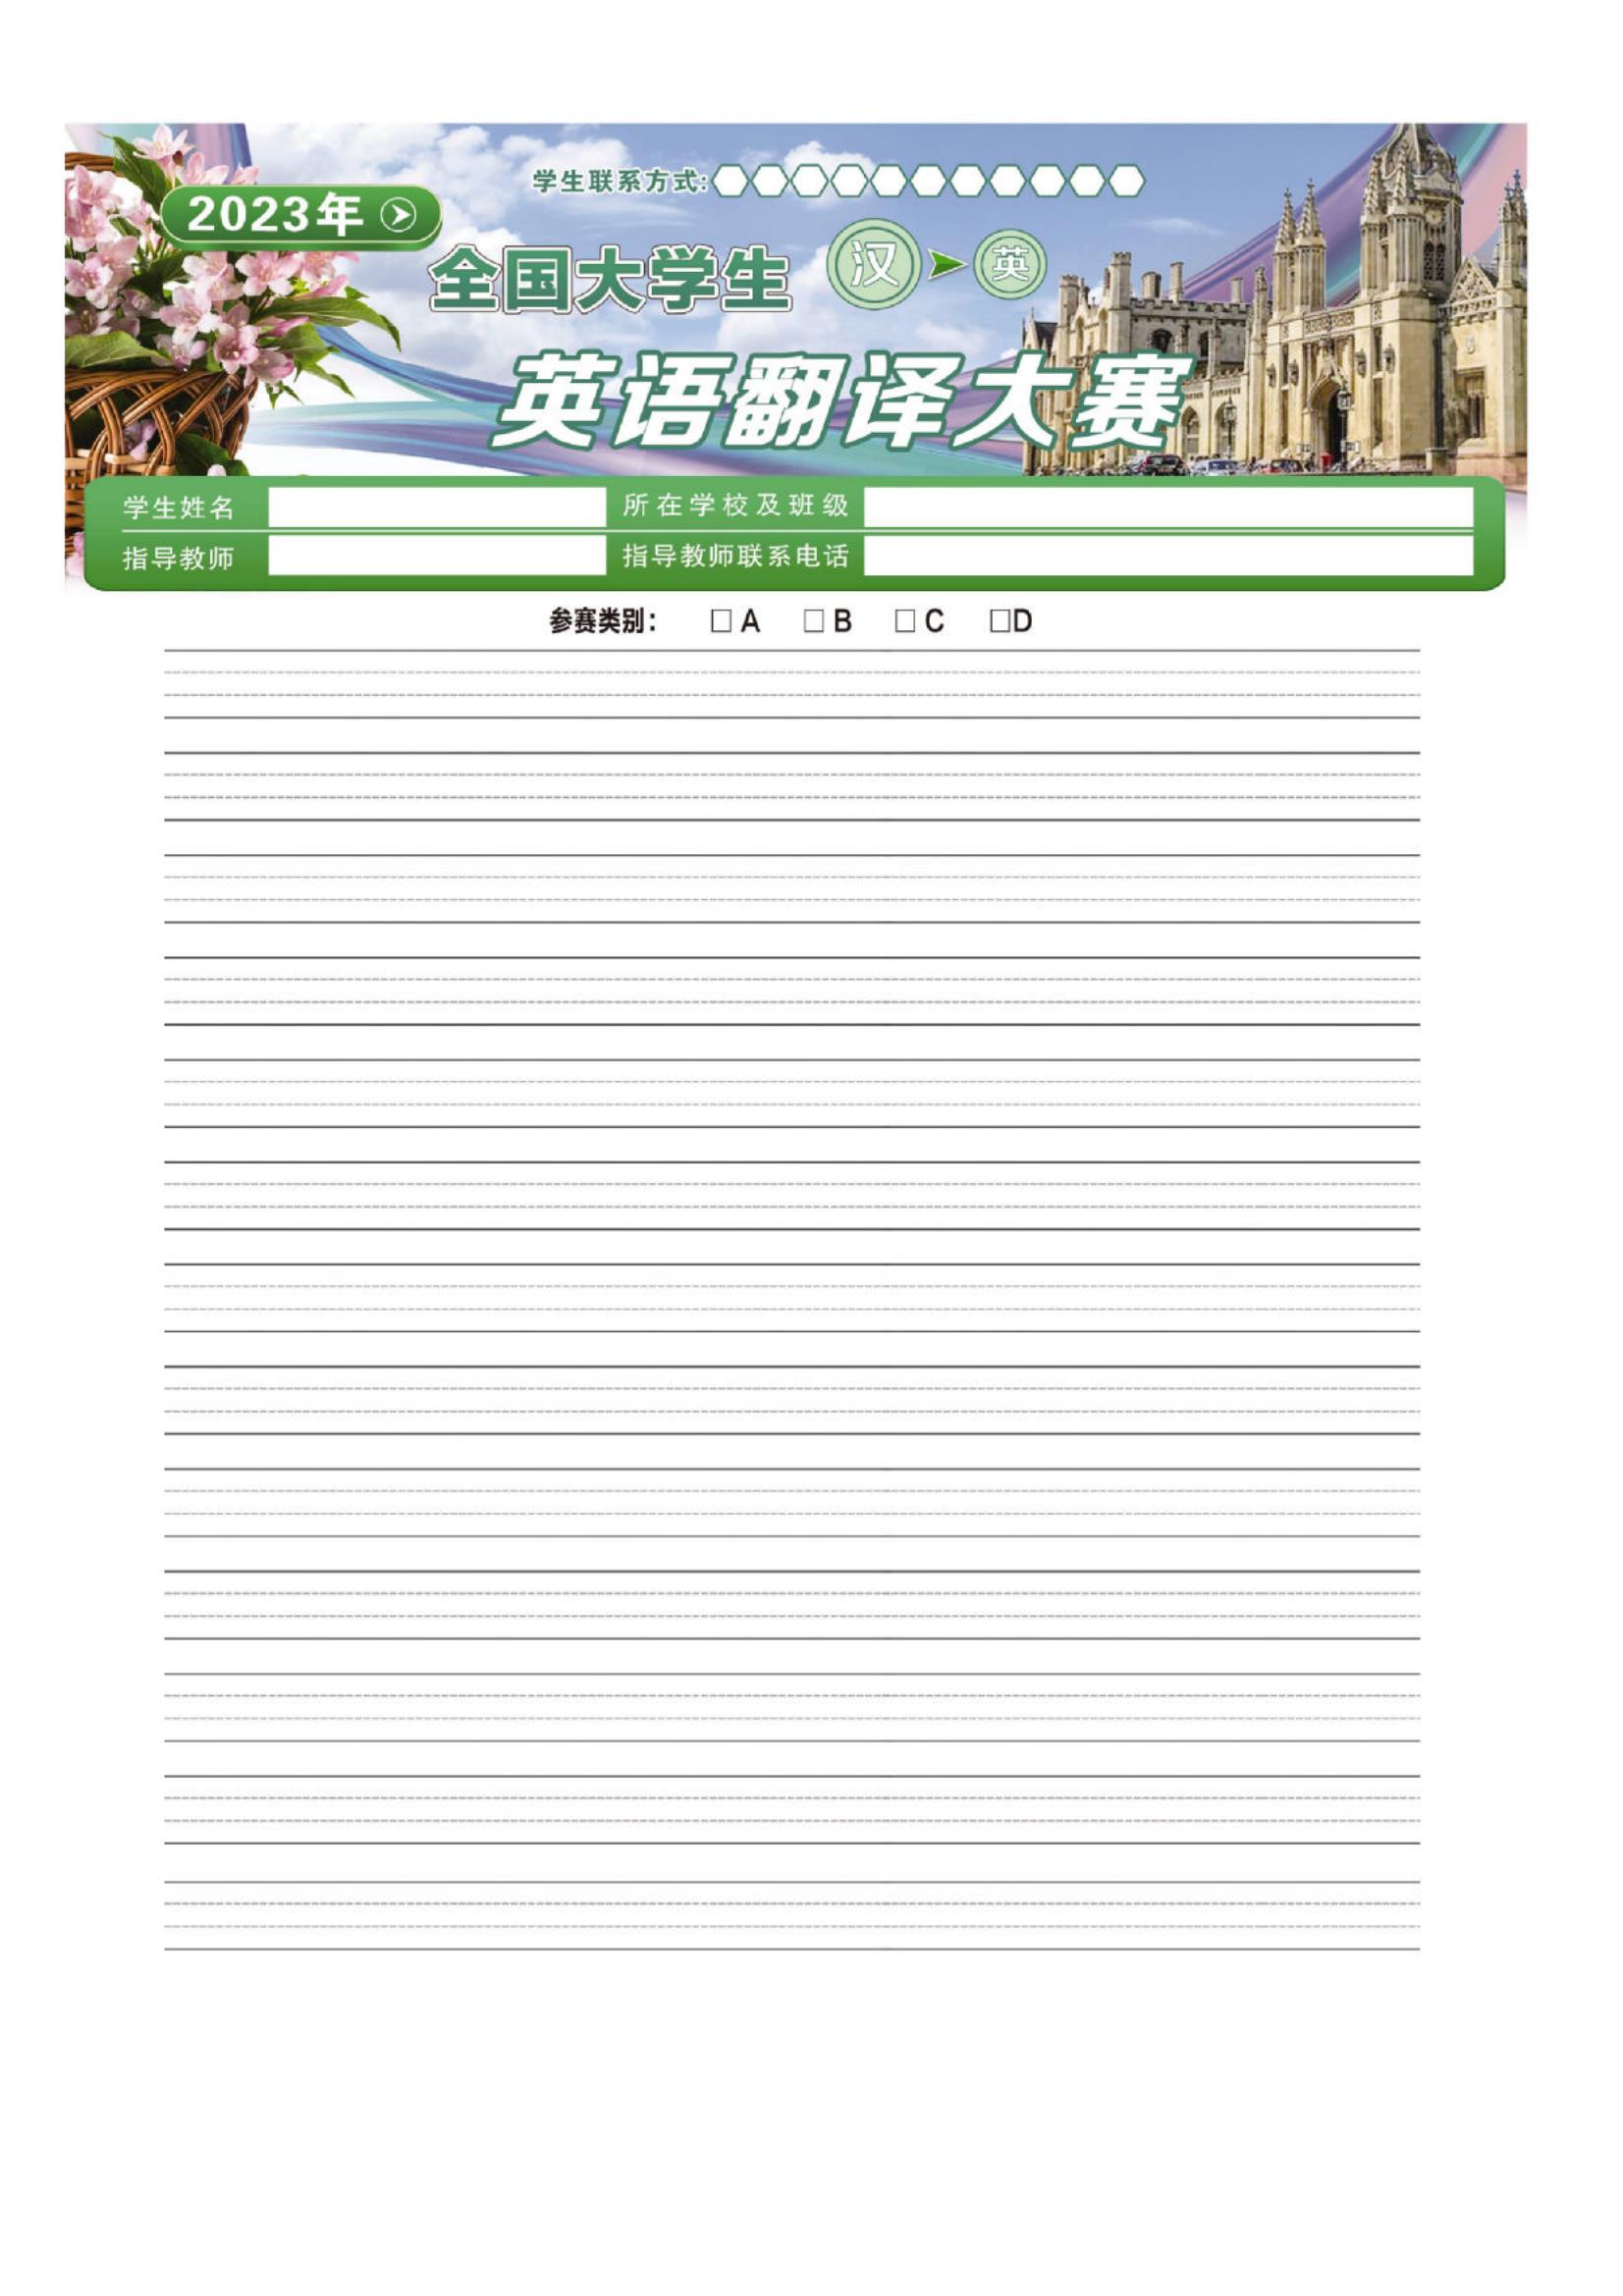 学生联系方式:
2023年
全国大学生 汉 英
英语翻译大赛
学生姓名 所在学校及班级
指导教师 指导教师联系电话
参赛类别： □ A □ B □ C □D